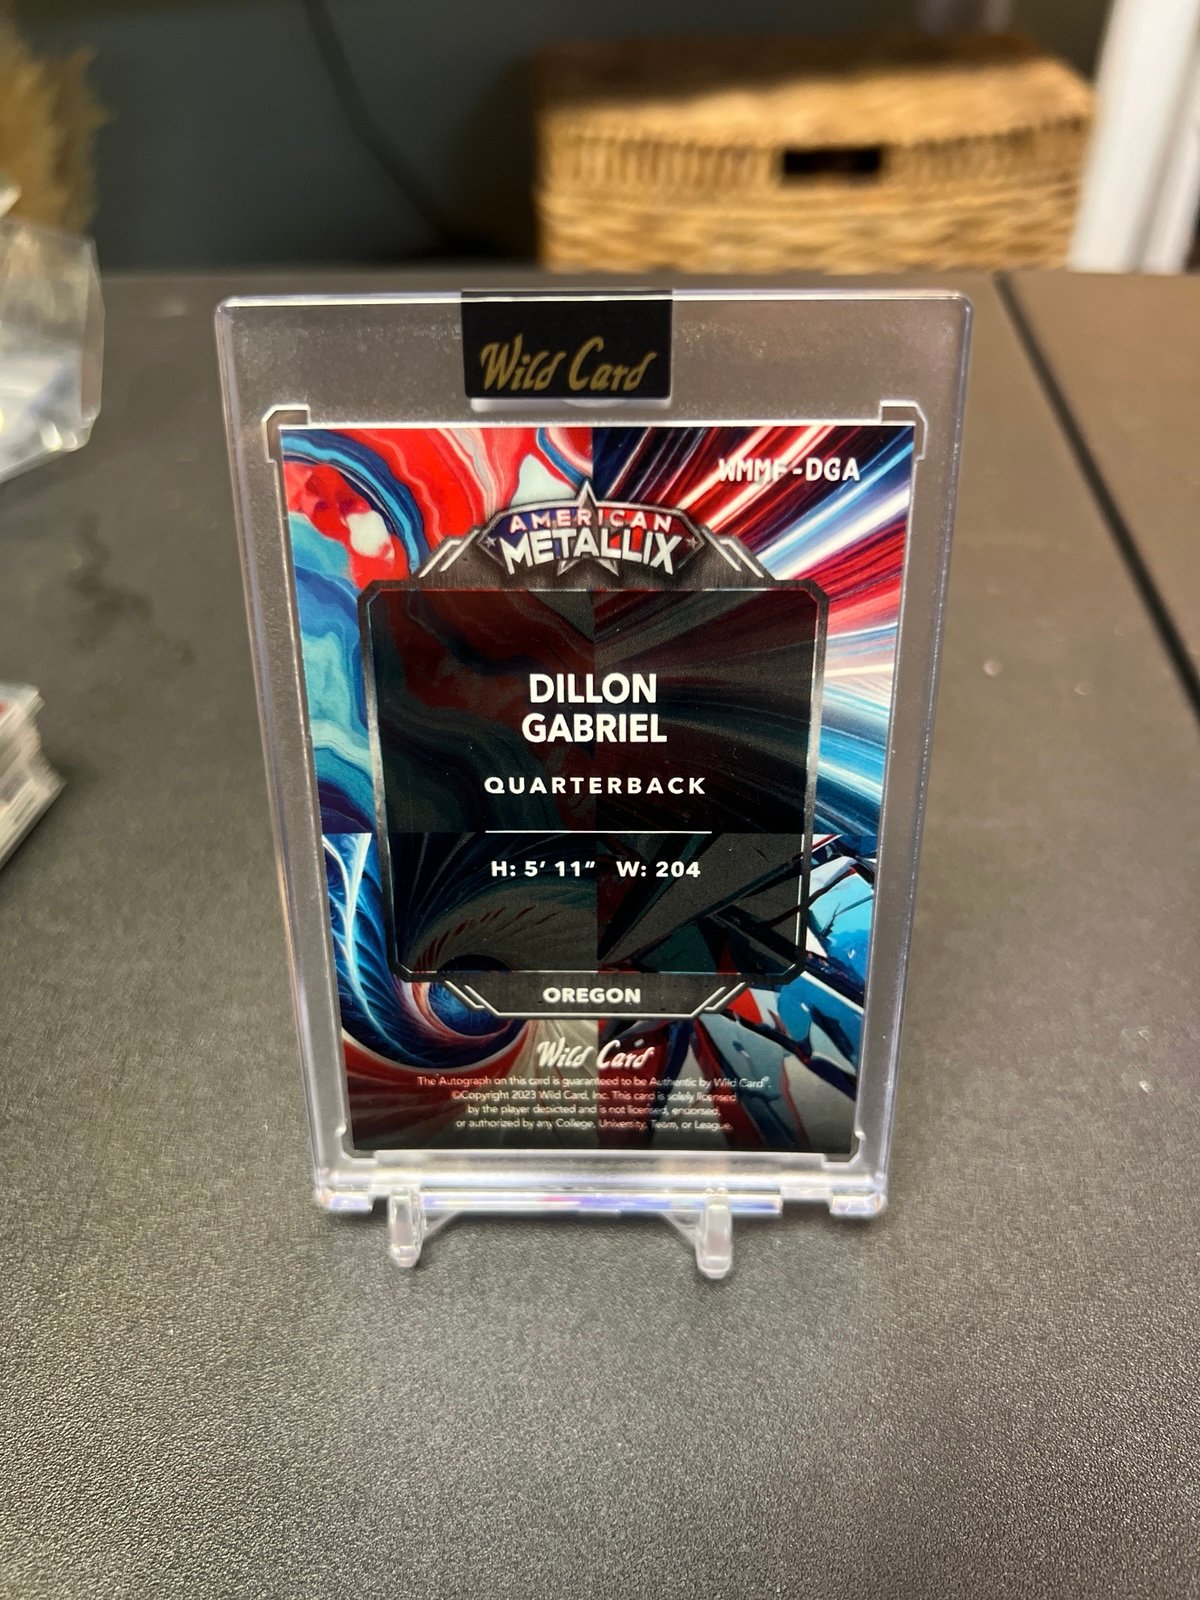 Wild Card
WMMF-DGA
AMERICAN
METALLIX
DILLON
GABRIEL
QUARTERBACK
H: 5' 11" W: 204
OREGON
Wild Card
The Autograph on this card is guaranteed to be Authentic by Wild Card®.
©Copyright 2023 Wild Card, Inc. This card is solely licensed
by the player depicted and is not licensed, endorsed,
or authorized by any College, University, Team, or League.